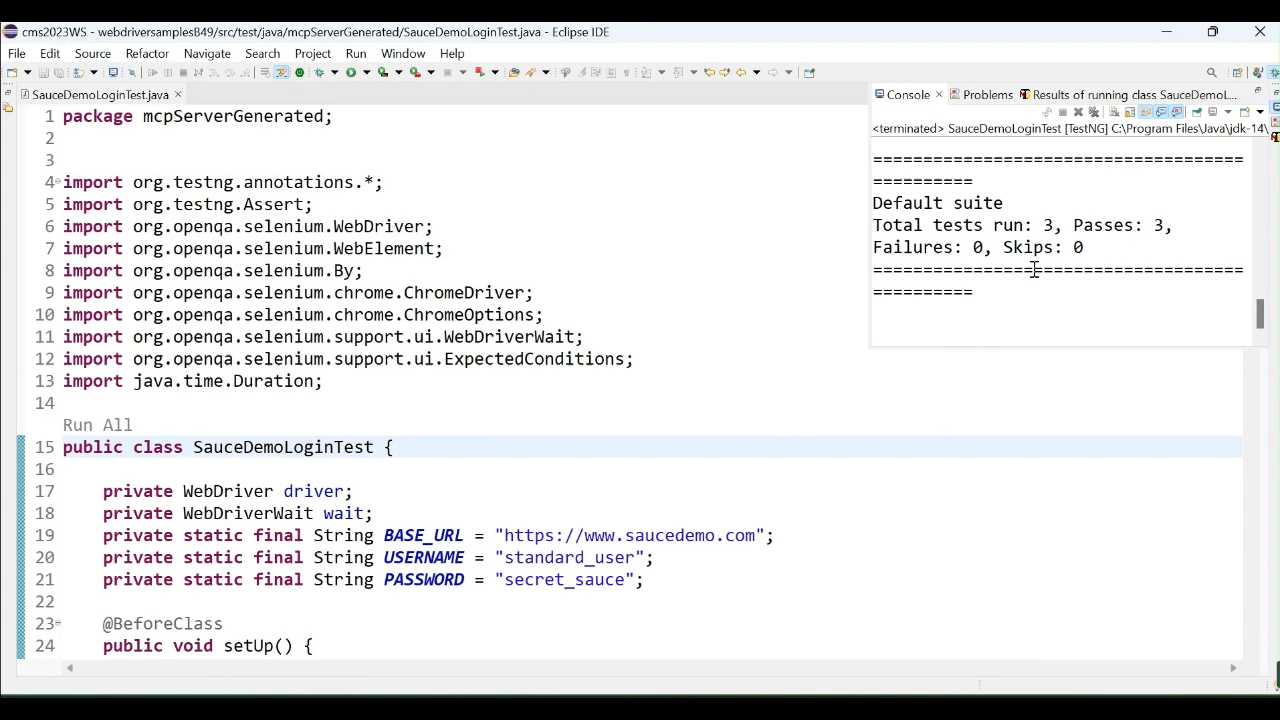 cms2023WS - webdriversamplesB49/src/test/java/mcpServerGenerated/SauceDemoLoginTest.java - Eclipse IDE
File Edit Source Refactor Navigate Search Project Run Window Help
SauceDemoLoginTest.java
1 package mcpServerGenerated;
2
3
4 import org.testng.annotations.*;
5 import org.testng.Assert;
6 import org.openqa.selenium.WebDriver;
7 import org.openqa.selenium.WebElement;
8 import org.openqa.selenium.By;
9 import org.openqa.selenium.chrome.ChromeDriver;
10 import org.openqa.selenium.chrome.ChromeOptions;
11 import org.openqa.selenium.support.ui.WebDriverWait;
12 import org.openqa.selenium.support.ui.ExpectedConditions;
13 import java.time.Duration;
14
Run All
15 public class SauceDemoLoginTest {
16
17 private WebDriver driver;
18 private WebDriverWait wait;
19 private static final String BASE_URL = "https://www.saucedemo.com";
20 private static final String USERNAME = "standard_user";
21 private static final String PASSWORD = "secret_sauce";
22
23 @BeforeClass
24 public void setUp() {
Console Problems Results of running class SauceDemoL...
<terminated> SauceDemoLoginTest [TestNG] C:\Program Files\Java\jdk-14\
=====================================
==========
Default suite
Total tests run: 3, Passes: 3,
Failures: 0, Skips: 0
=====================================
==========